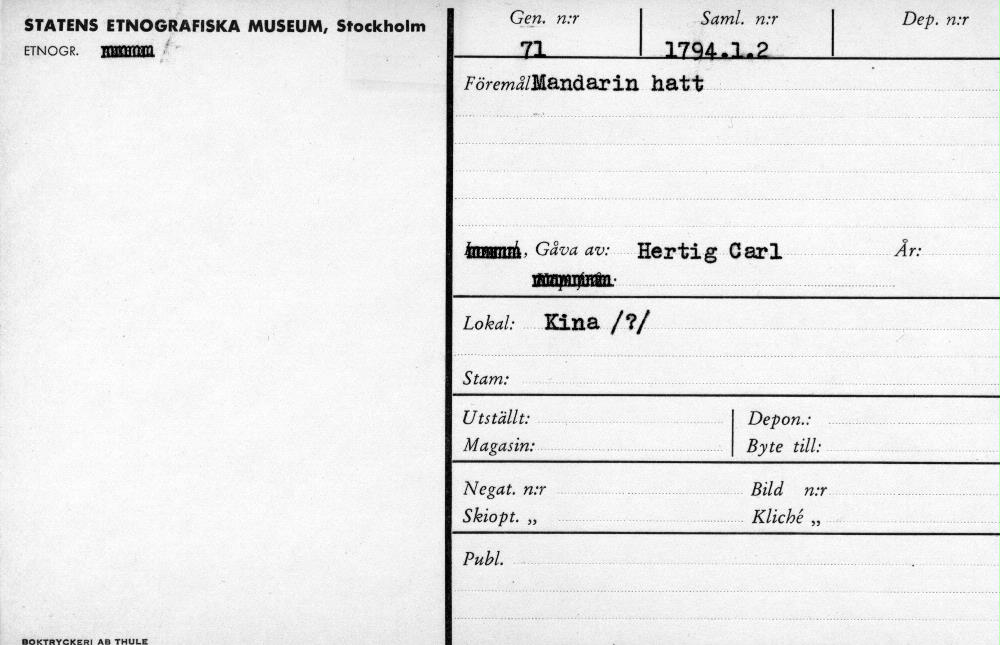 STATENS ETNOGRAFISKA MUSEUM, Stockholm
ETNOGR.
BOKTRYCKERI AB THULE
Gen. n:r Saml. n:r Dep. n:r
71 1794.1.2
Föremål Mandarin hatt
, Gåva av: Hertig Carl År:
Lokal: Kina /?/
Stam:
Utställt: Depon.:
Magasin: Byte till:
Negat. n:r Bild n:r
Skiopt. „ Kliché „
Publ.